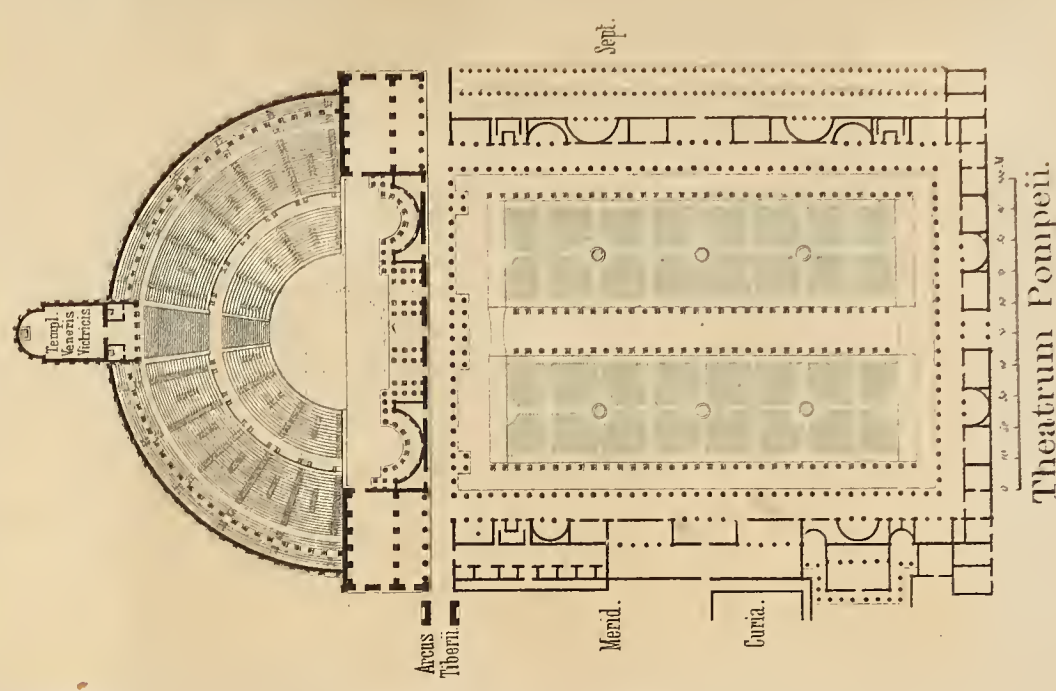 Templ.
Veneris
Victricis
Sept.
Arcus
Tiberii.
Merid.
Curia.
Theatrum Pompeii.